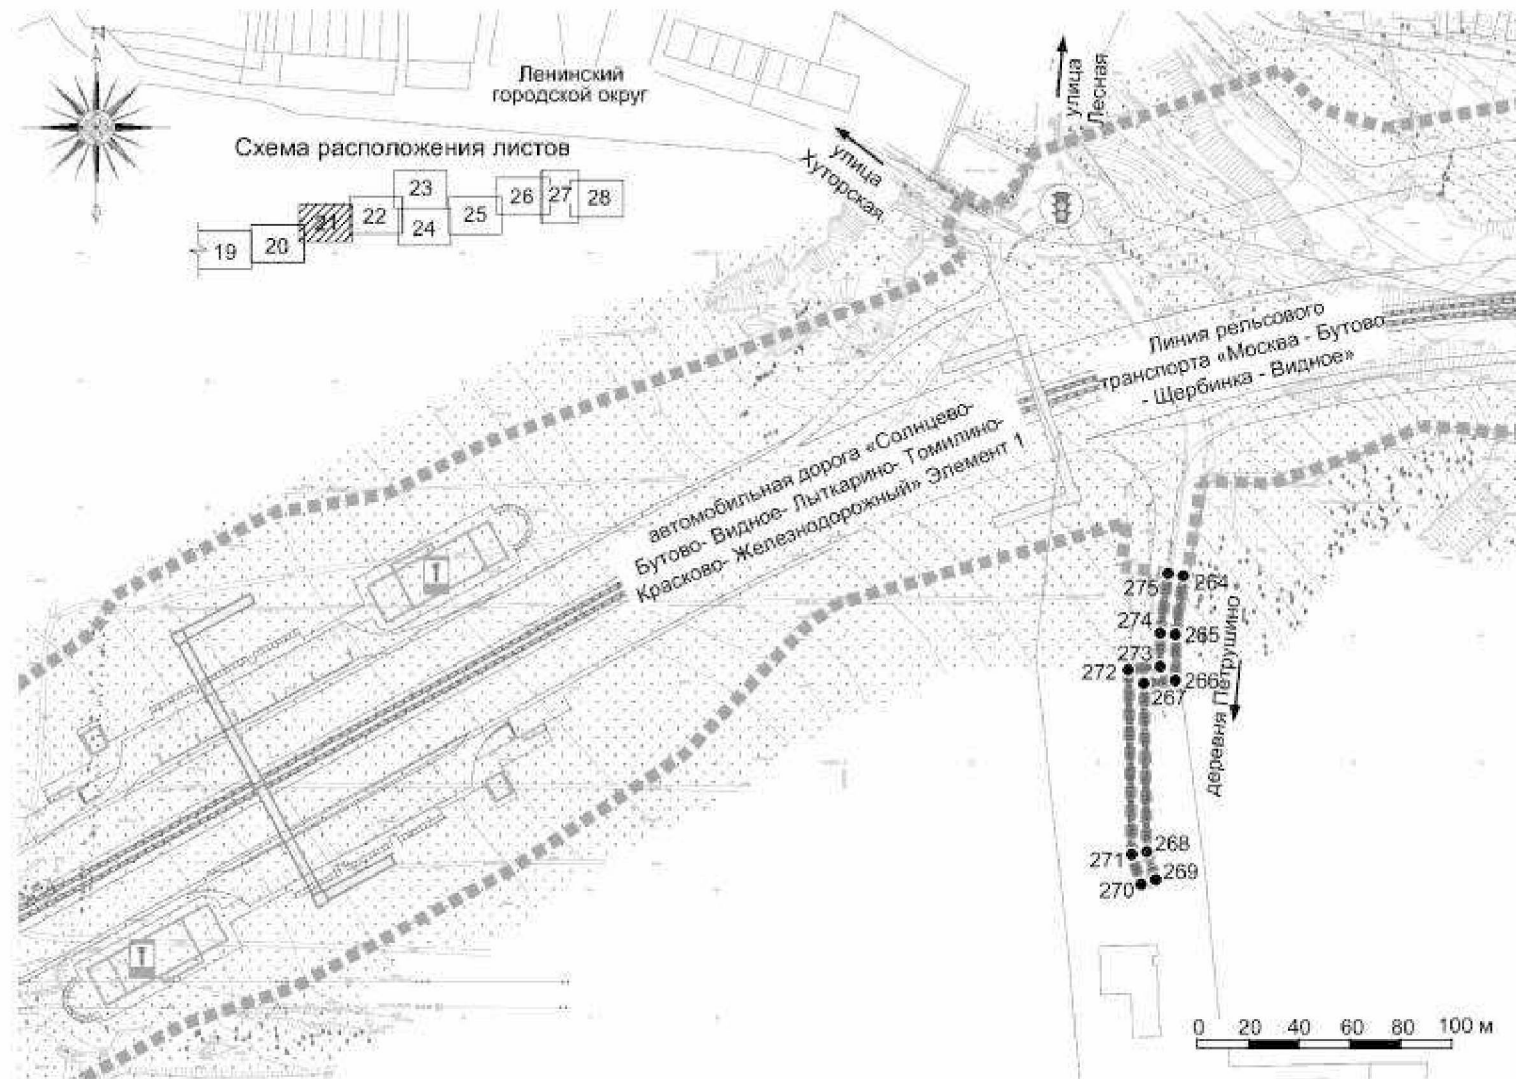 N
Ленинский
городской округ
Схема расположения листов
23
26
27
28
22
21
25
24
20
19
улица
Лесная
улица
Хуторская
Линия рельсового
транспорта «Москва - Бутово
- Щербинка - Видное»
автомобильная дорога «Солнцево-
Бутово- Видное- Лыткарино- Томилино-
Красково- Железнодорожный» Элемент 1
275
264
274
265
273
272
266
267
деревня Петрушино
271
268
270
269
0 20 40 60 80 100 м